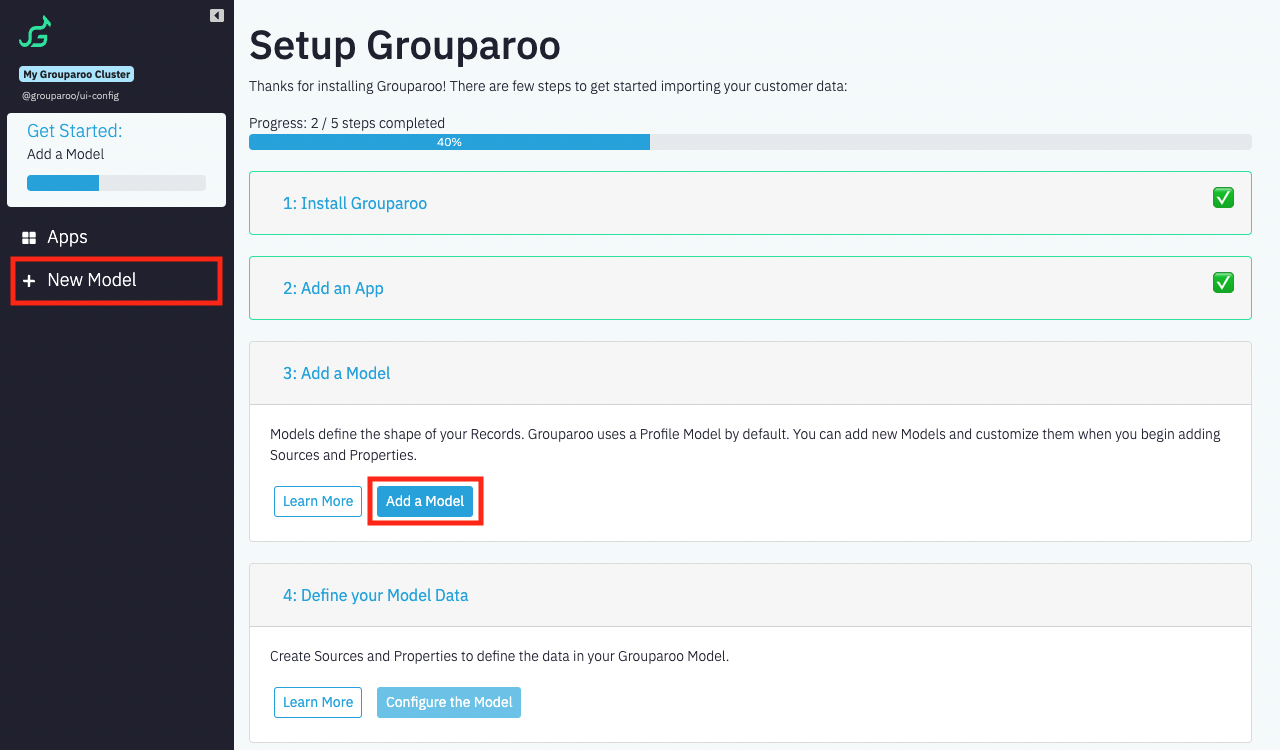 My Grouparoo Cluster
@grouparoo/ui-config
Get Started:
Add a Model
Apps
New Model
Setup Grouparoo
Thanks for installing Grouparoo! There are few steps to get started importing your customer data:
Progress: 2 / 5 steps completed
40%
1: Install Grouparoo
2: Add an App
3: Add a Model
Models define the shape of your Records. Grouparoo uses a Profile Model by default. You can add new Models and customize them when you begin adding
Sources and Properties.
Learn More
Add a Model
4: Define your Model Data
Create Sources and Properties to define the data in your Grouparoo Model.
Learn More
Configure the Model